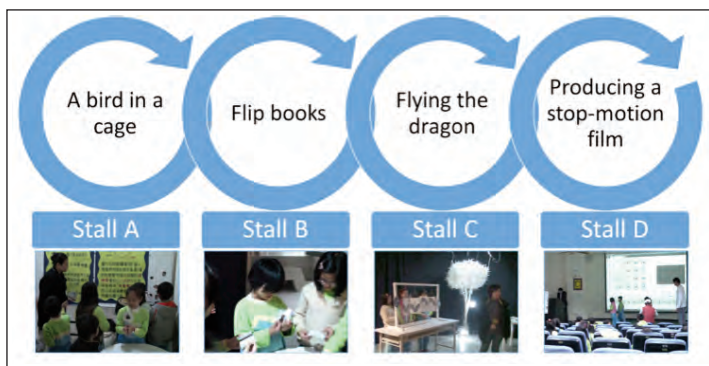 A bird in a
cage
Flip books
Flying the
dragon
Producing a
stop-motion
film
Stall A
Stall B
Stall C
Stall D